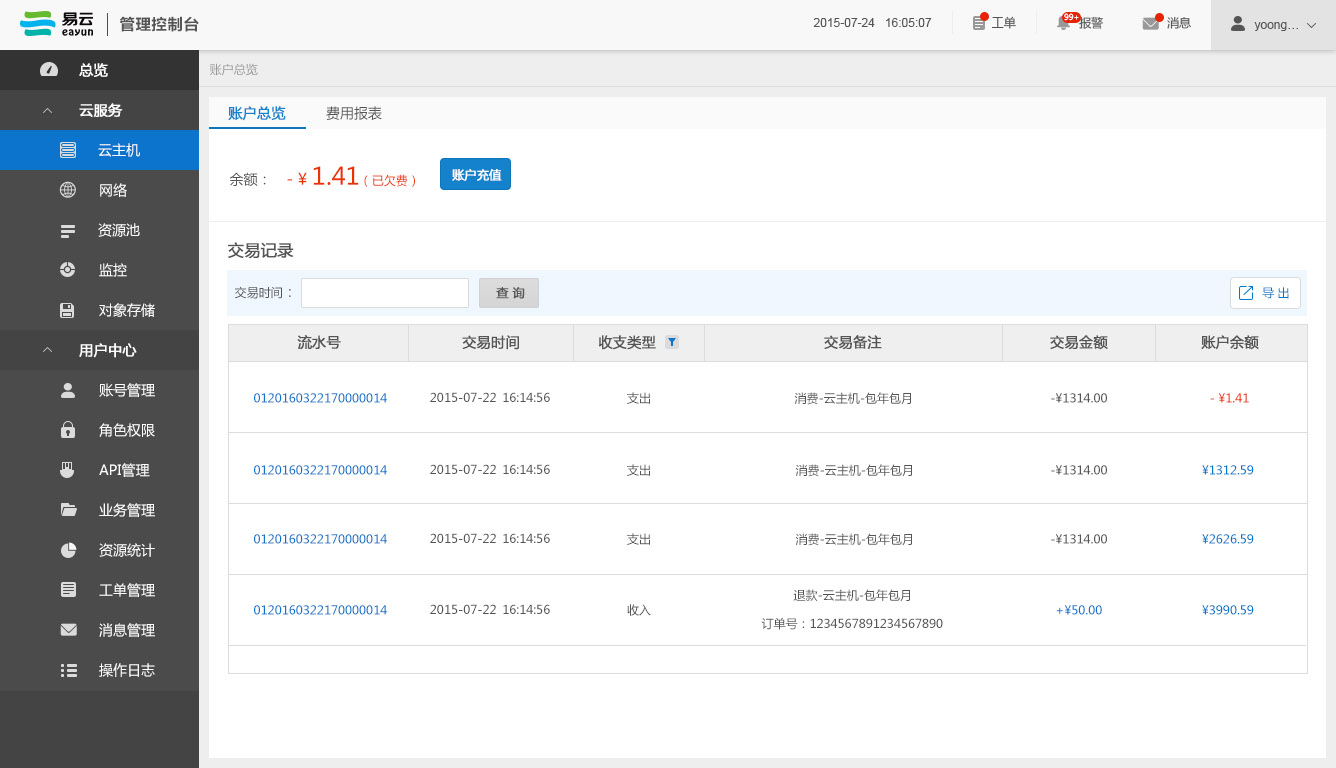 易云
eayun
管理控制台
2015-07-24 16:05:07
工单
99+
报警
消息
yoong...
总览
云服务
云主机
网络
资源池
监控
对象存储
用户中心
账号管理
角色权限
API管理
业务管理
资源统计
工单管理
消息管理
操作日志
账户总览
账户总览 费用报表
余额： - ¥ 1.41 ( 已欠费 ) 账户充值
交易记录
交易时间： 查 询 导 出
流水号 交易时间 收支类型 交易备注 交易金额 账户余额
0120160322170000014 2015-07-22 16:14:56 支出 消费-云主机-包年包月 -¥1314.00 - ¥1.41
0120160322170000014 2015-07-22 16:14:56 支出 消费-云主机-包年包月 -¥1314.00 ¥1312.59
0120160322170000014 2015-07-22 16:14:56 支出 消费-云主机-包年包月 -¥1314.00 ¥2626.59
0120160322170000014 2015-07-22 16:14:56 收入 退款-云主机-包年包月 +¥50.00 ¥3990.59
订单号：1234567891234567890